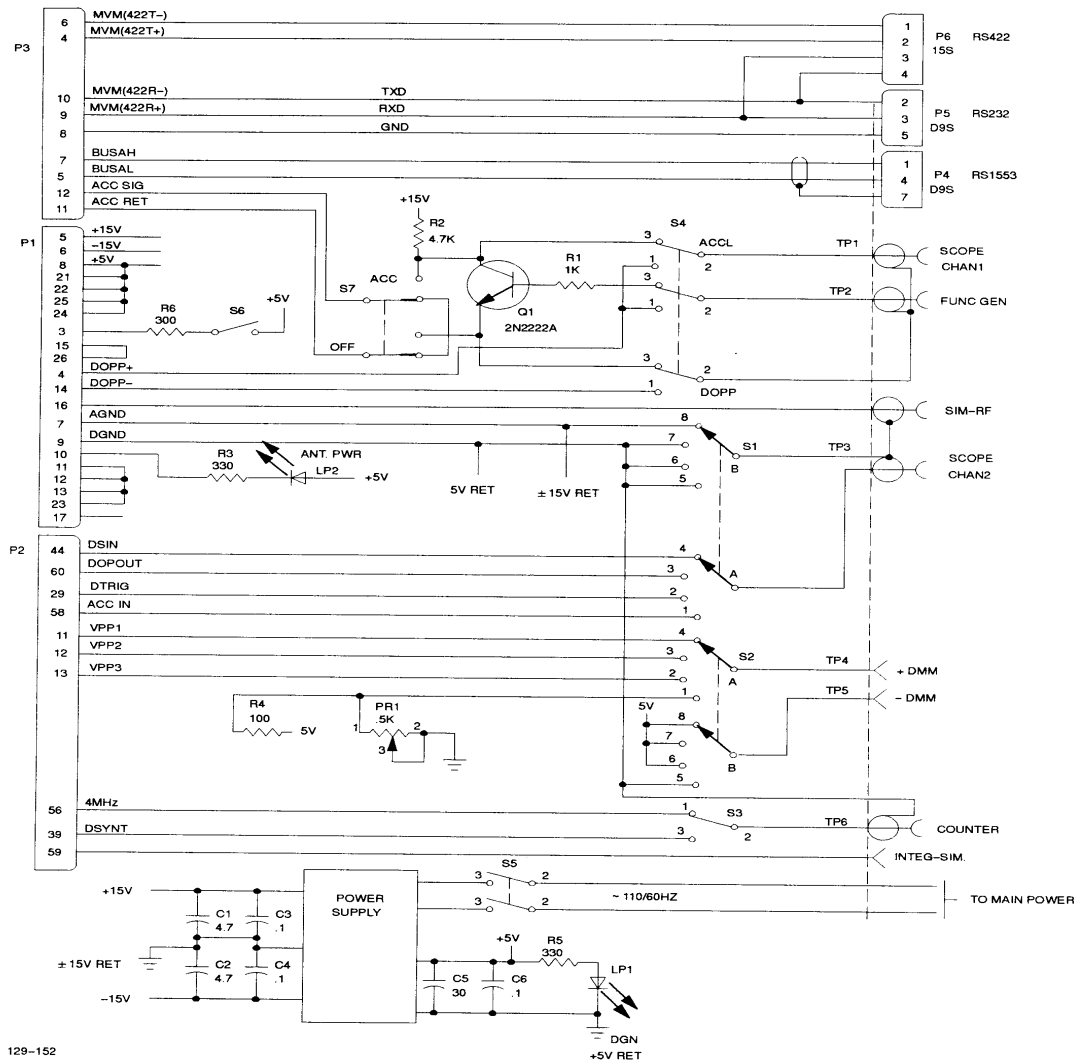 P3
6 MVM(422T-)
4 MVM(422T+)
10 MVM(422R-) TXD
9 MVM(422R+) RXD
8 GND
7 BUSAH
5 BUSAL
12 ACC SIG
11 ACC RET
1
2
3
4
P6 RS422
15S
2
3
5
P5 RS232
D9S
1
4
7
P4 RS1553
D9S
P1
5 +15V
6 -15V
8 +5V
21
22
25
24
3
15
26
4 DOPP+
14 DOPP-
16
7 AGND
9 DGND
10
11
12
13
23
17
R6
300
S6
+5V
+15V
R2
4.7K
S7 ACC
OFF
Q1
2N2222A
R1
1K
S4
3 ACCL
1 2
3
1 2
3 2
1 DOPP
TP1 SCOPE
CHAN1
TP2 FUNC GEN
SIM-RF
R3
330
ANT. PWR
LP2
+5V
5V RET
±15V RET
8
7 S1
6 B
5
TP3 SCOPE
CHAN2
P2
44 DSIN
60 DOPOUT
29 DTRIG
58 ACC IN
11 VPP1
12 VPP2
13 VPP3
4
3 A
2
1
4
3 S2
2 A
1
TP4 + DMM
TP5 - DMM
R4
100
5V
PR1
1 .5K 2
3
5V
8
7
6 B
5
56 4MHz
39 DSYNT
59
1 S3
3 2
TP6 COUNTER
INTEG-SIM.
S5
3 2
3 2
~ 110/60HZ
TO MAIN POWER
POWER
SUPPLY
+15V
C1
4.7
C3
.1
±15V RET
C2
4.7
C4
.1
-15V
+5V
R5
330
C5
30
C6
.1
LP1
DGN
+5V RET
129-152